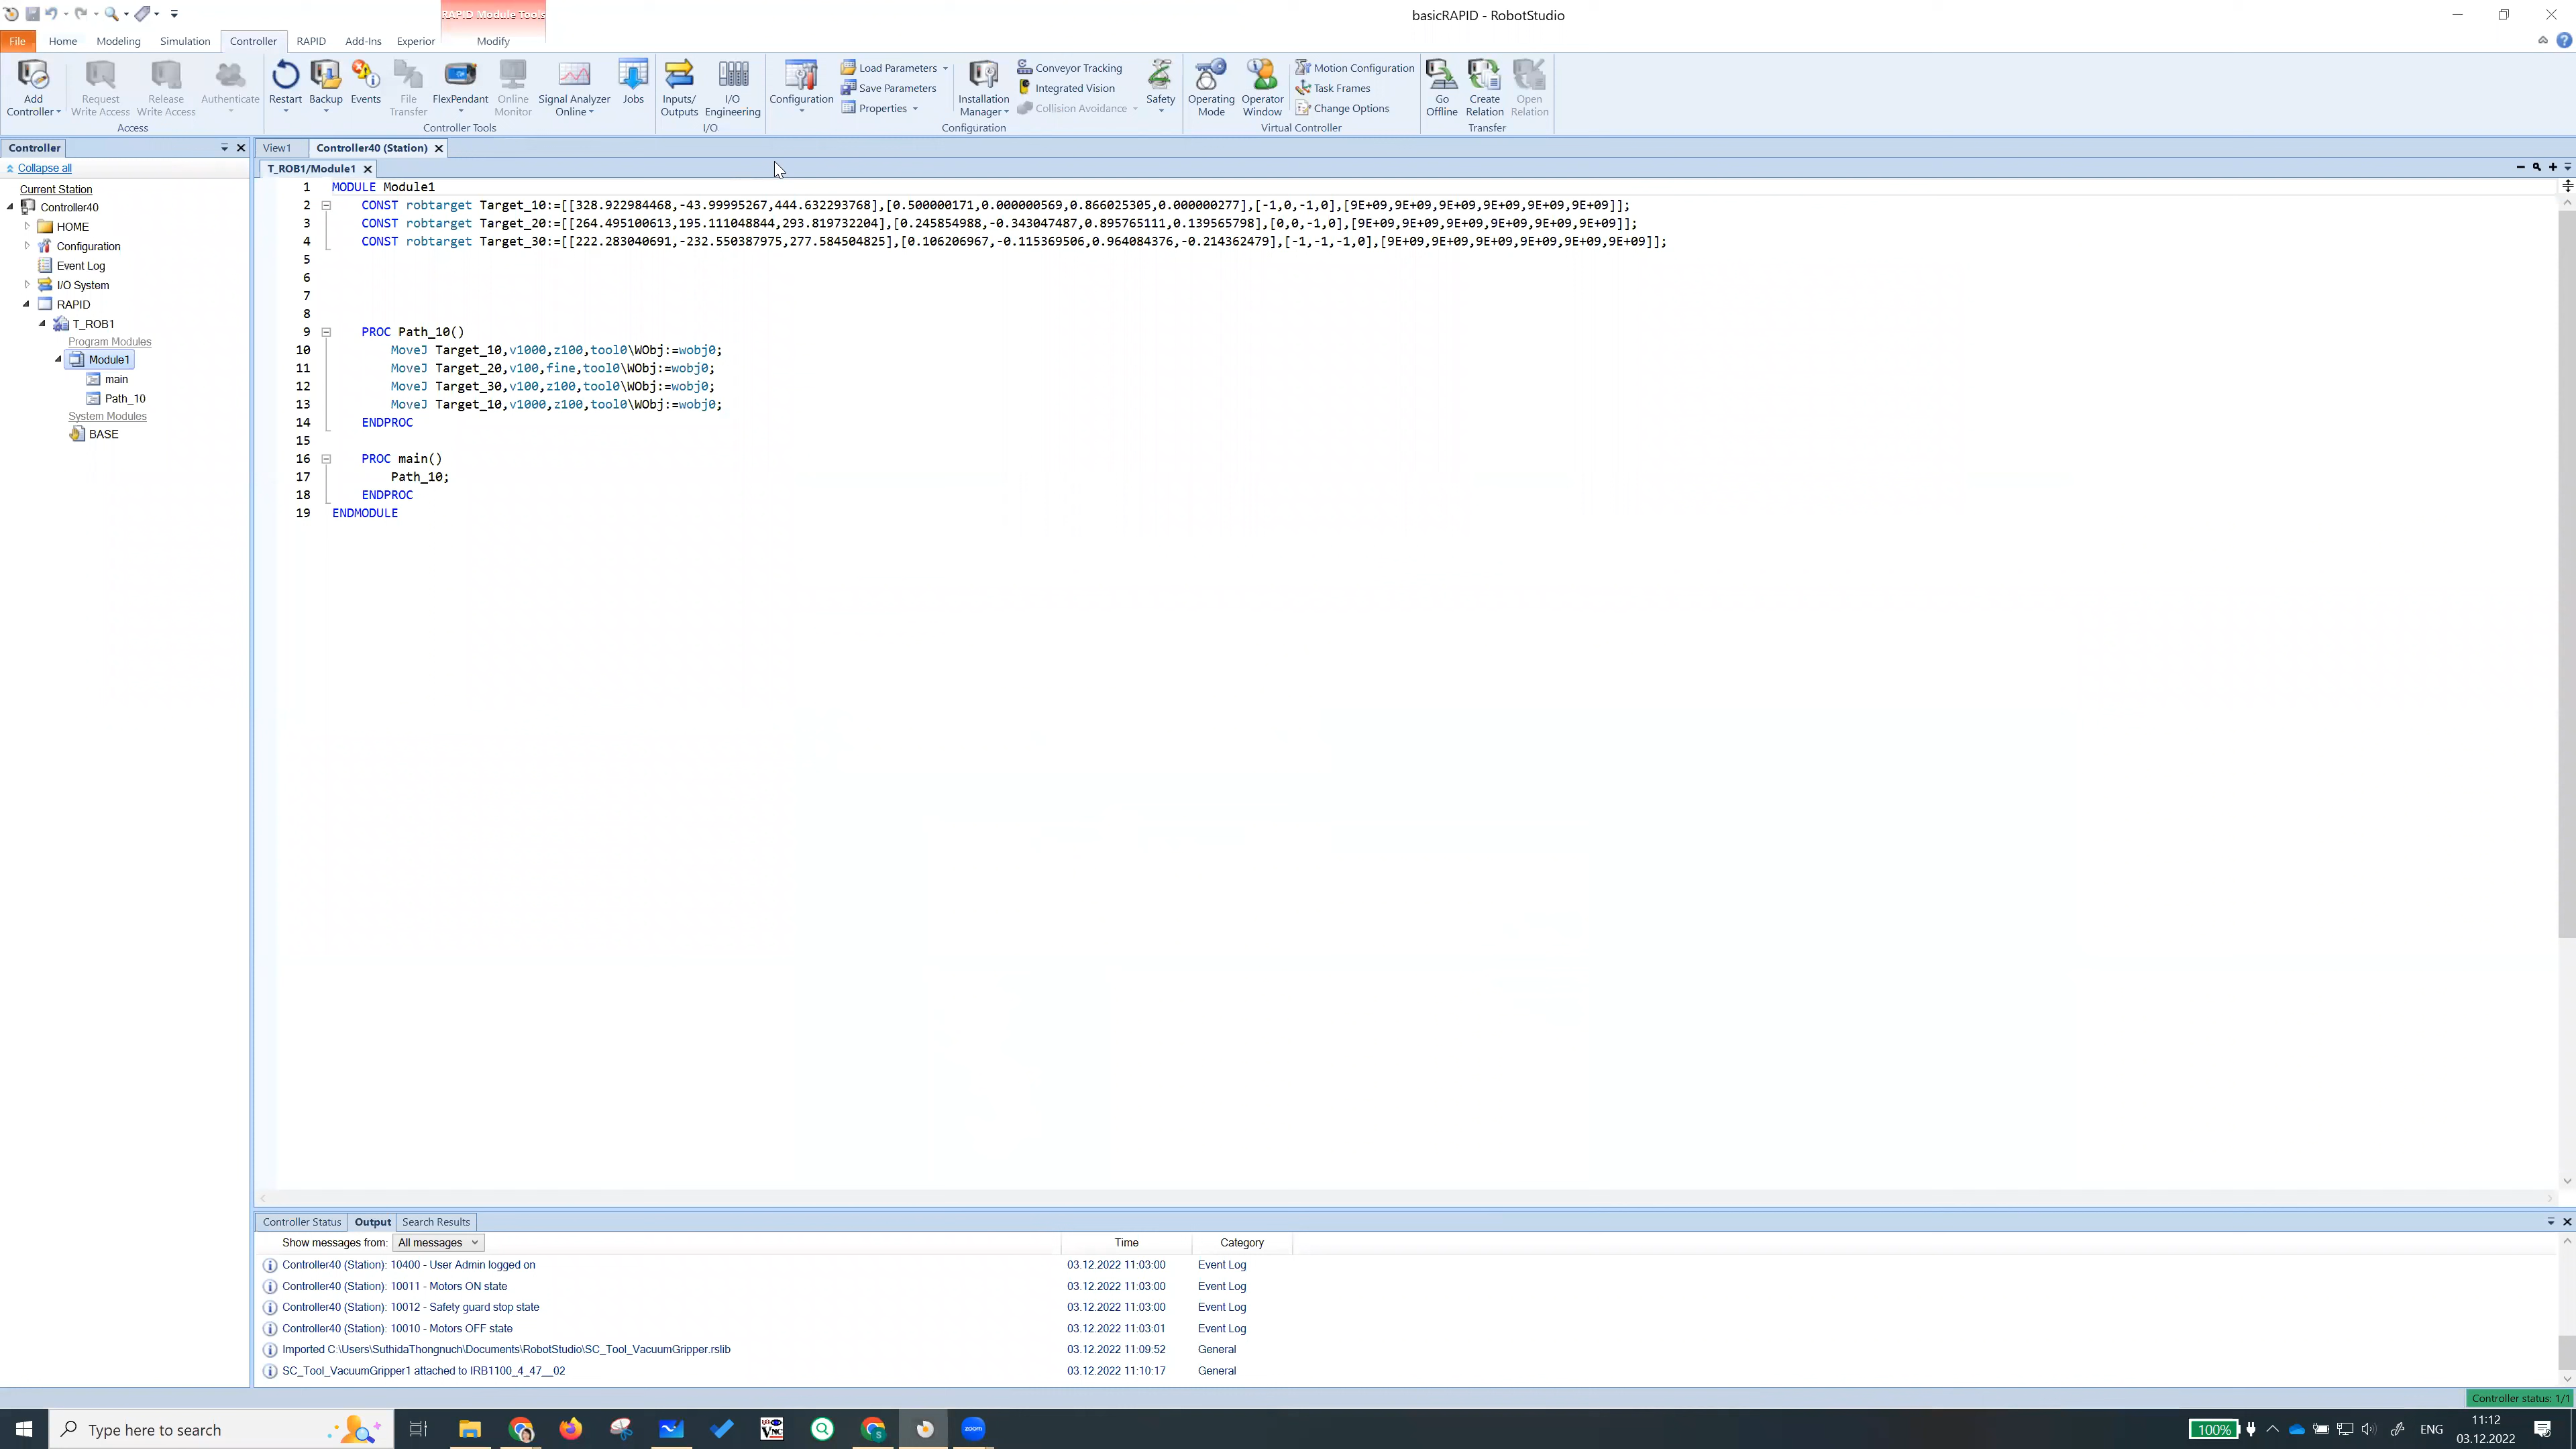 RAPID Module Tools
basicRAPID - RobotStudio
File Home Modeling Simulation Controller RAPID Add-Ins Experior Modify
Add Controller
Request Write Access
Release Write Access
Authenticate
Access
Restart
Backup
Events
File Transfer
FlexPendant
Online Monitor
Signal Analyzer Online
Jobs
Controller Tools
Inputs/ Outputs
I/O Engineering
I/O
Configuration
Load Parameters
Save Parameters
Properties
Installation Manager
Conveyor Tracking
Integrated Vision
Collision Avoidance
Safety
Configuration
Operating Mode
Operator Window
Motion Configuration
Task Frames
Change Options
Virtual Controller
Go Offline
Create Relation
Open Relation
Transfer
Controller
Collapse all
Current Station
Controller40
HOME
Configuration
Event Log
I/O System
RAPID
T_ROB1
Program Modules
Module1
main
Path_10
System Modules
BASE
View1 Controller40 (Station)
T_ROB1/Module1
1 MODULE Module1
2 CONST robtarget Target_10:=[[328.922984468,-43.99995267,444.632293768],[0.500000171,0.000000569,0.866025305,0.000000277],[-1,0,-1,0],[9E+09,9E+09,9E+09,9E+09,9E+09,9E+09]];
3 CONST robtarget Target_20:=[[264.495100613,195.111048844,293.819732204],[0.245854988,-0.343047487,0.895765111,0.139565798],[0,0,-1,0],[9E+09,9E+09,9E+09,9E+09,9E+09,9E+09]];
4 CONST robtarget Target_30:=[[222.283040691,-232.550387975,277.584504825],[0.106206967,-0.115369506,0.964084376,-0.214362479],[-1,-1,-1,0],[9E+09,9E+09,9E+09,9E+09,9E+09,9E+09]];
5
6
7
8
9 PROC Path_10()
10 MoveJ Target_10,v1000,z100,tool0\WObj:=wobj0;
11 MoveJ Target_20,v100,fine,tool0\WObj:=wobj0;
12 MoveJ Target_30,v100,z100,tool0\WObj:=wobj0;
13 MoveJ Target_10,v1000,z100,tool0\WObj:=wobj0;
14 ENDPROC
15
16 PROC main()
17 Path_10;
18 ENDPROC
19 ENDMODULE
Controller Status Output Search Results
Show messages from: All messages Time Category
Controller40 (Station): 10400 - User Admin logged on 03.12.2022 11:03:00 Event Log
Controller40 (Station): 10011 - Motors ON state 03.12.2022 11:03:00 Event Log
Controller40 (Station): 10012 - Safety guard stop state 03.12.2022 11:03:00 Event Log
Controller40 (Station): 10010 - Motors OFF state 03.12.2022 11:03:01 Event Log
Imported C:\Users\SuthidaThongnuch\Documents\RobotStudio\SC_Tool_VacuumGripper.rslib 03.12.2022 11:09:52 General
SC_Tool_VacuumGripper1 attached to IRB1100_4_47__02 03.12.2022 11:10:17 General
Controller status: 1/1
Type here to search
zoom
100%
ENG
11:12
03.12.2022